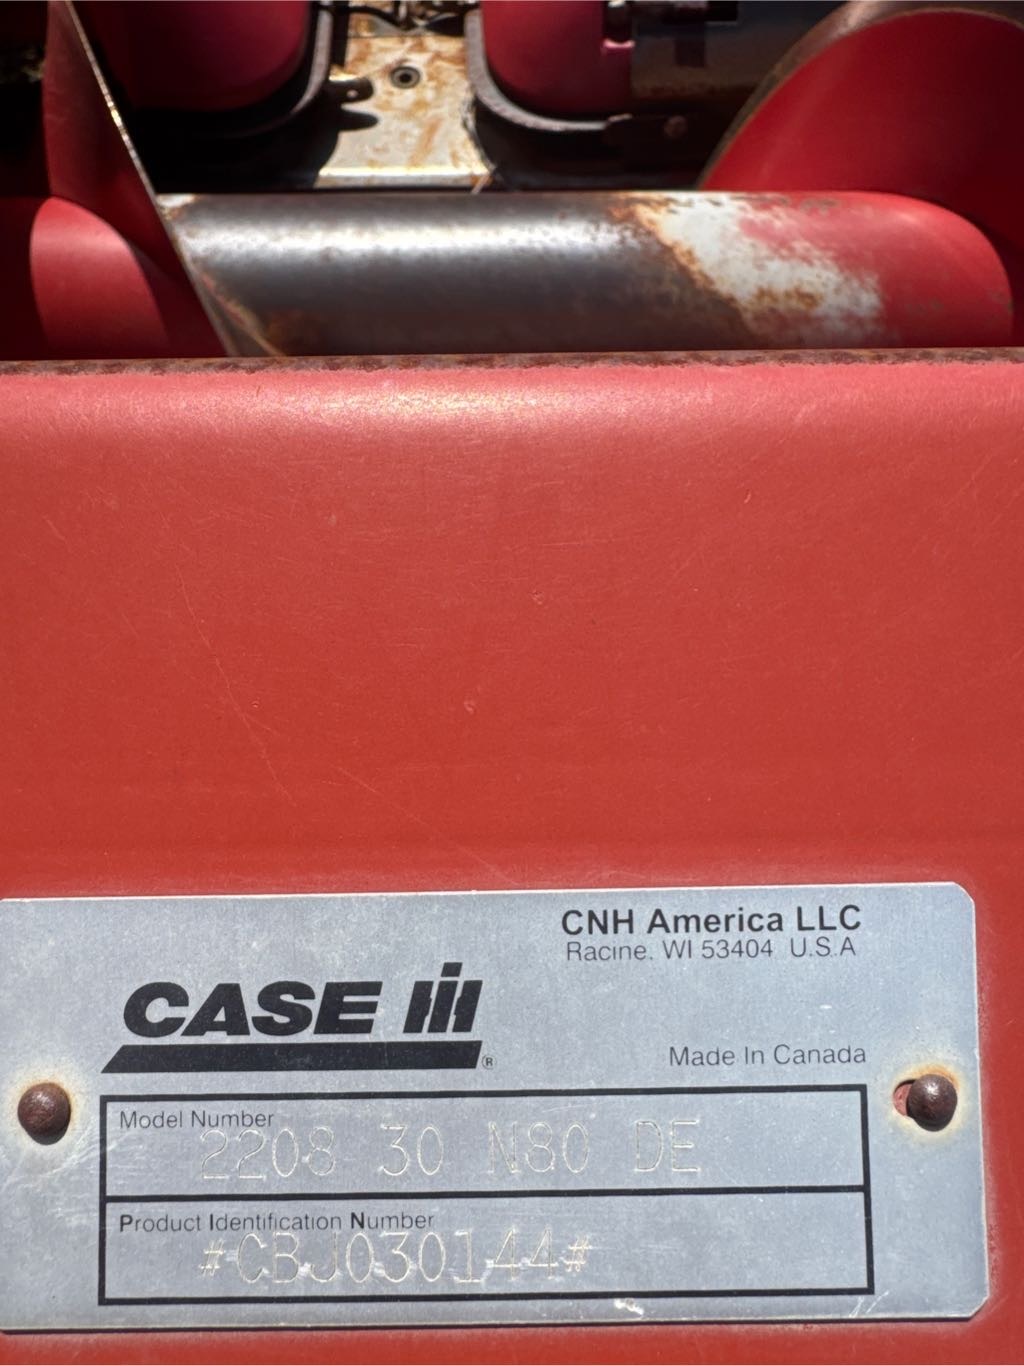 CNH America LLC
Racine, WI 53404 U.S.A
CASE IH
®
Made In Canada
Model Number
2208 30 N80 DE
Product Identification Number
#CBJ030144#